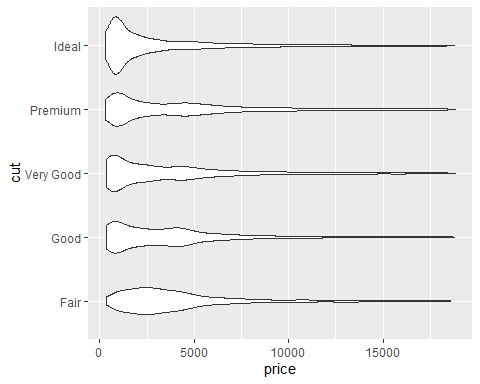 cut
Ideal
Premium
Very Good
Good
Fair
0 5000 10000 15000
price